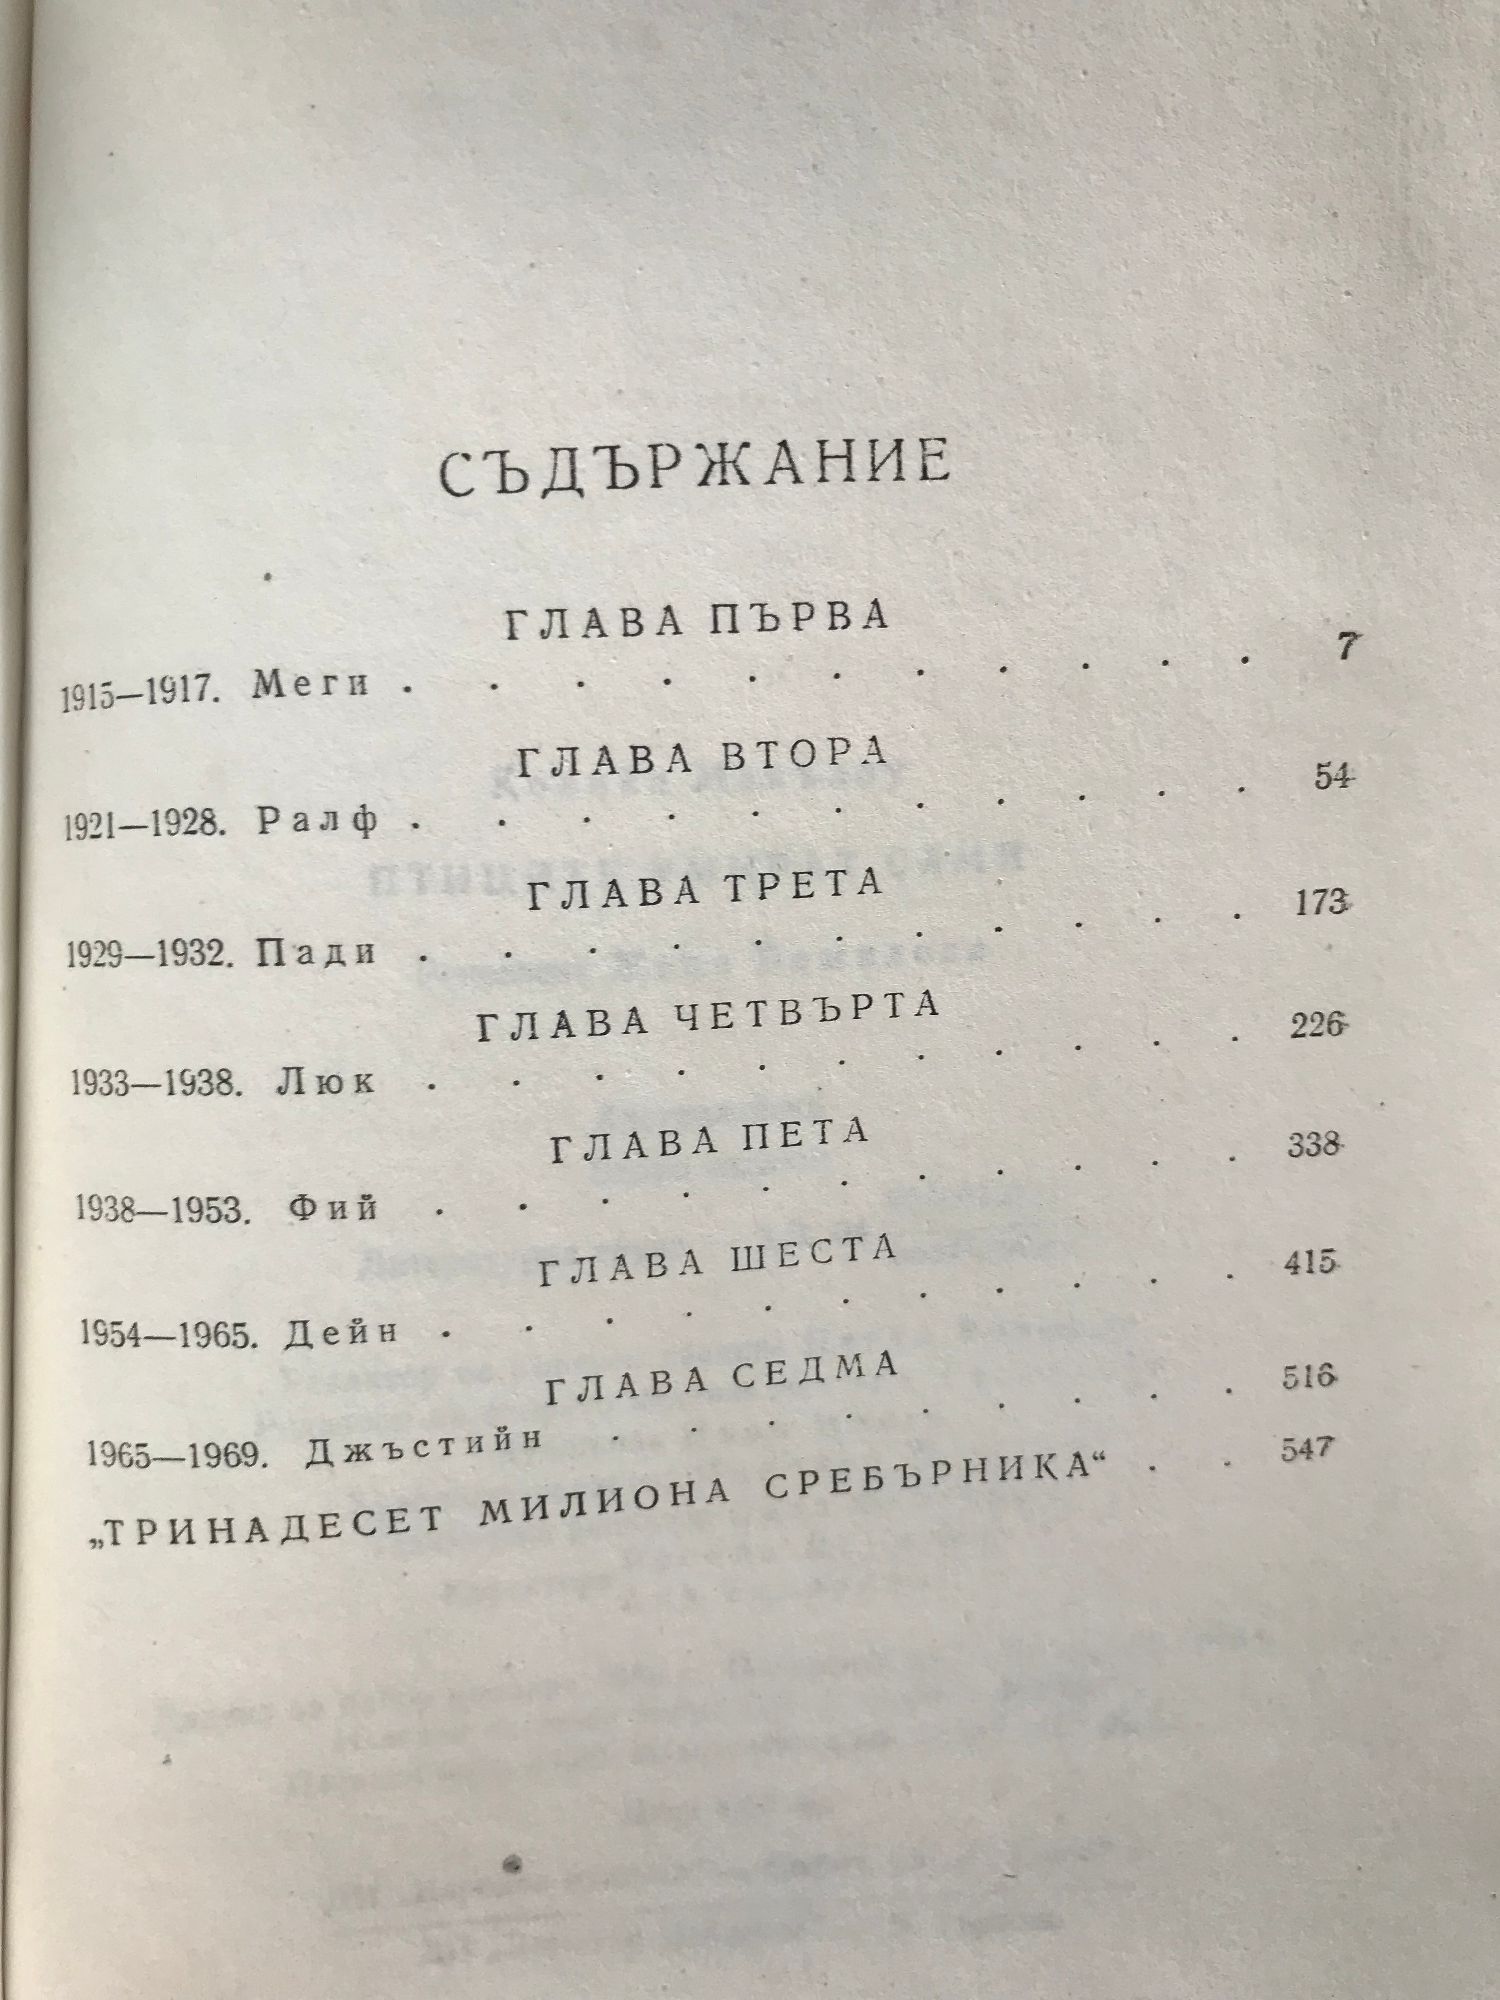 СЪДЪРЖАНИЕ
ГЛАВА ПЪРВА
1915—1917. Меги . . . . . . . . . . . 7
ГЛАВА ВТОРА
1921—1928. Ралф . . . . . . . . . . . 54
ГЛАВА ТРЕТА
1929—1932. Пади . . . . . . . . . . . 173
ГЛАВА ЧЕТВЪРТА
1933—1938. Люк . . . . . . . . . . . 226
ГЛАВА ПЕТА
1938—1953. Фий . . . . . . . . . . . 338
ГЛАВА ШЕСТА
1954—1965. Дейн . . . . . . . . . . . 415
ГЛАВА СЕДМА
1965—1969. Джъстийн . . . . . . . . . 516
„ТРИНАДЕСЕТ МИЛИОНА СРЕБЪРНИКА“ . . 547